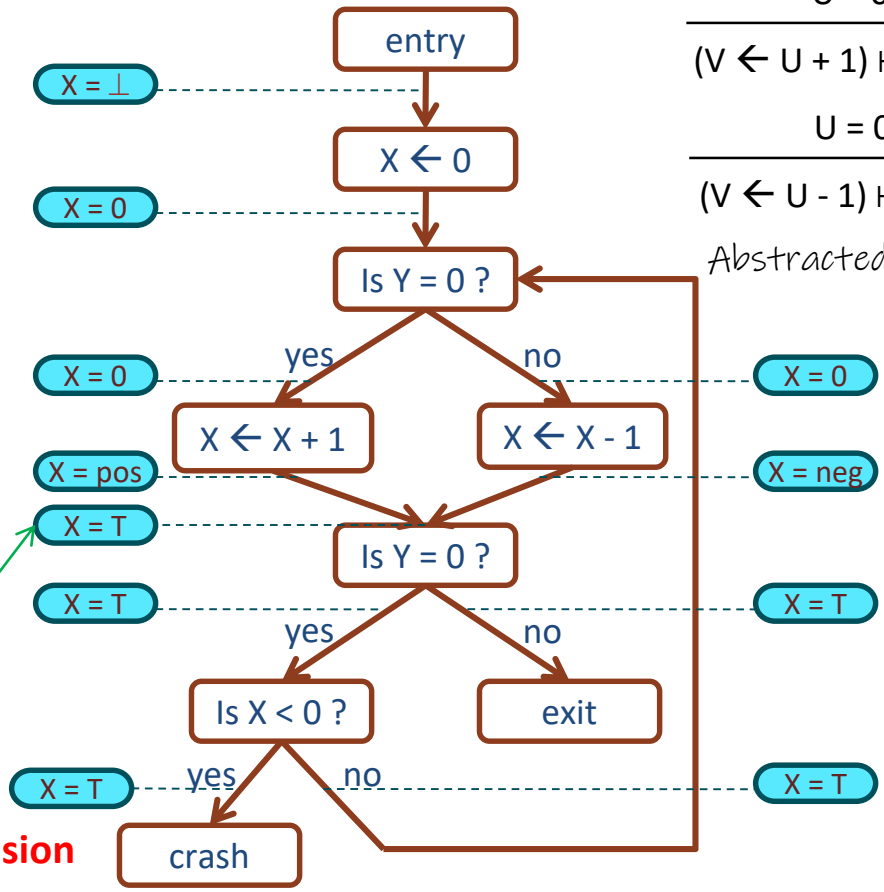 entry
X = ⊥
(V ← U + 1)
X ← 0
U = 0
X = 0
(V ← U - 1)
Is Y = 0 ?
Abstracted
yes
no
X = 0
X = 0
X ← X + 1
X ← X - 1
X = pos
X = neg
X = T
Is Y = 0 ?
X = T
X = T
yes
no
Is X < 0 ?
exit
X = T
yes
no
X = T
sion
crash